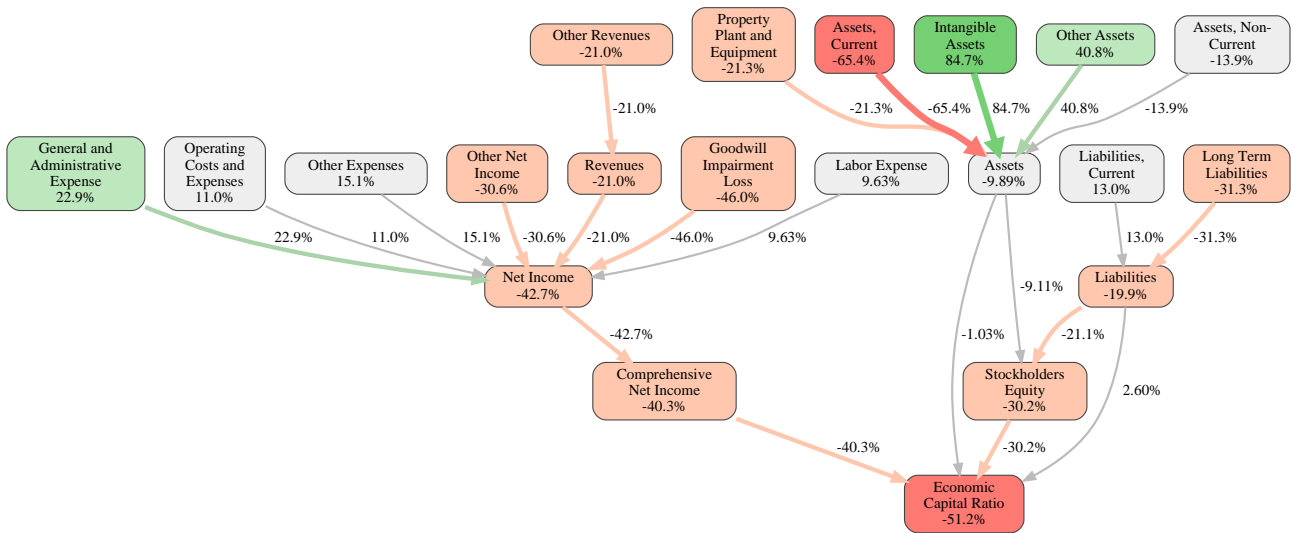 Other Revenues
-21.0%
Property
Plant and
Equipment
-21.3%
Assets,
Current
-65.4%
Intangible
Assets
84.7%
Other Assets
40.8%
Assets, Non-
Current
-13.9%
-21.0%
-21.3%
-65.4%
84.7%
40.8%
-13.9%
General and
Administrative
Expense
22.9%
Operating
Costs and
Expenses
11.0%
Other Expenses
15.1%
Other Net
Income
-30.6%
Revenues
-21.0%
Goodwill
Impairment
Loss
-46.0%
Labor Expense
9.63%
Assets
-9.89%
Liabilities,
Current
13.0%
Long Term
Liabilities
-31.3%
22.9%
11.0%
15.1%
-30.6%
-21.0%
-46.0%
9.63%
13.0%
-31.3%
Net Income
-42.7%
-9.11%
Liabilities
-19.9%
-42.7%
-1.03%
-21.1%
Comprehensive
Net Income
-40.3%
Stockholders
Equity
-30.2%
2.60%
-40.3%
-30.2%
Economic
Capital Ratio
-51.2%